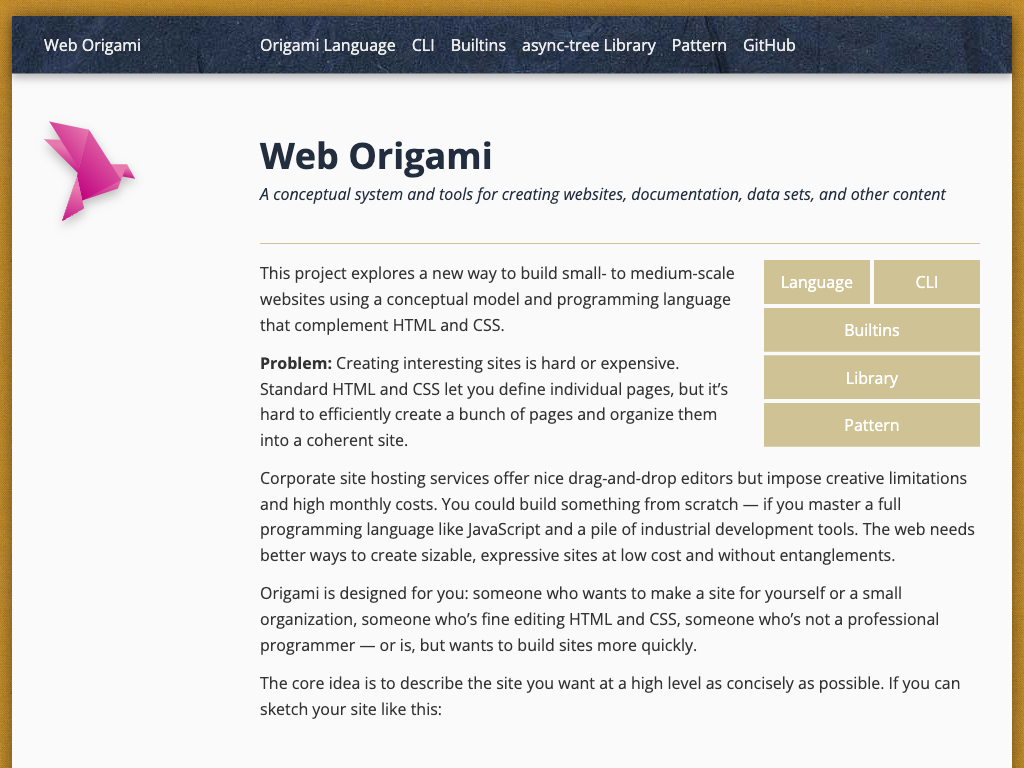 Web Origami
Origami Language CLI Builtins async-tree Library Pattern GitHub
Web Origami
A conceptual system and tools for creating websites, documentation, data sets, and other content
This project explores a new way to build small- to medium-scale
websites using a conceptual model and programming language
that complement HTML and CSS.
Language CLI
Builtins
Library
Pattern
Problem: Creating interesting sites is hard or expensive.
Standard HTML and CSS let you define individual pages, but it’s
hard to efficiently create a bunch of pages and organize them
into a coherent site.
Corporate site hosting services offer nice drag-and-drop editors but impose creative limitations
and high monthly costs. You could build something from scratch — if you master a full
programming language like JavaScript and a pile of industrial development tools. The web needs
better ways to create sizable, expressive sites at low cost and without entanglements.
Origami is designed for you: someone who wants to make a site for yourself or a small
organization, someone who’s fine editing HTML and CSS, someone who’s not a professional
programmer — or is, but wants to build sites more quickly.
The core idea is to describe the site you want at a high level as concisely as possible. If you can
sketch your site like this: